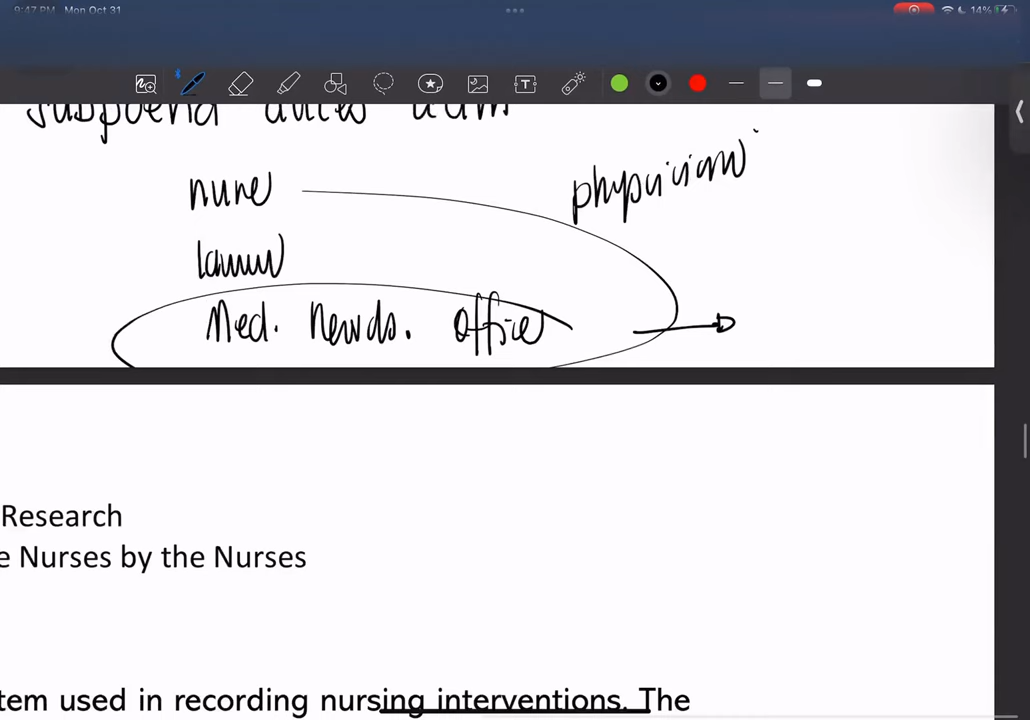 9:47 PM Mon Oct 31
14%
physician
nurse
Med. Records. Office
Research
e Nurses by the Nurses
tem used in recording nursing interventions. The